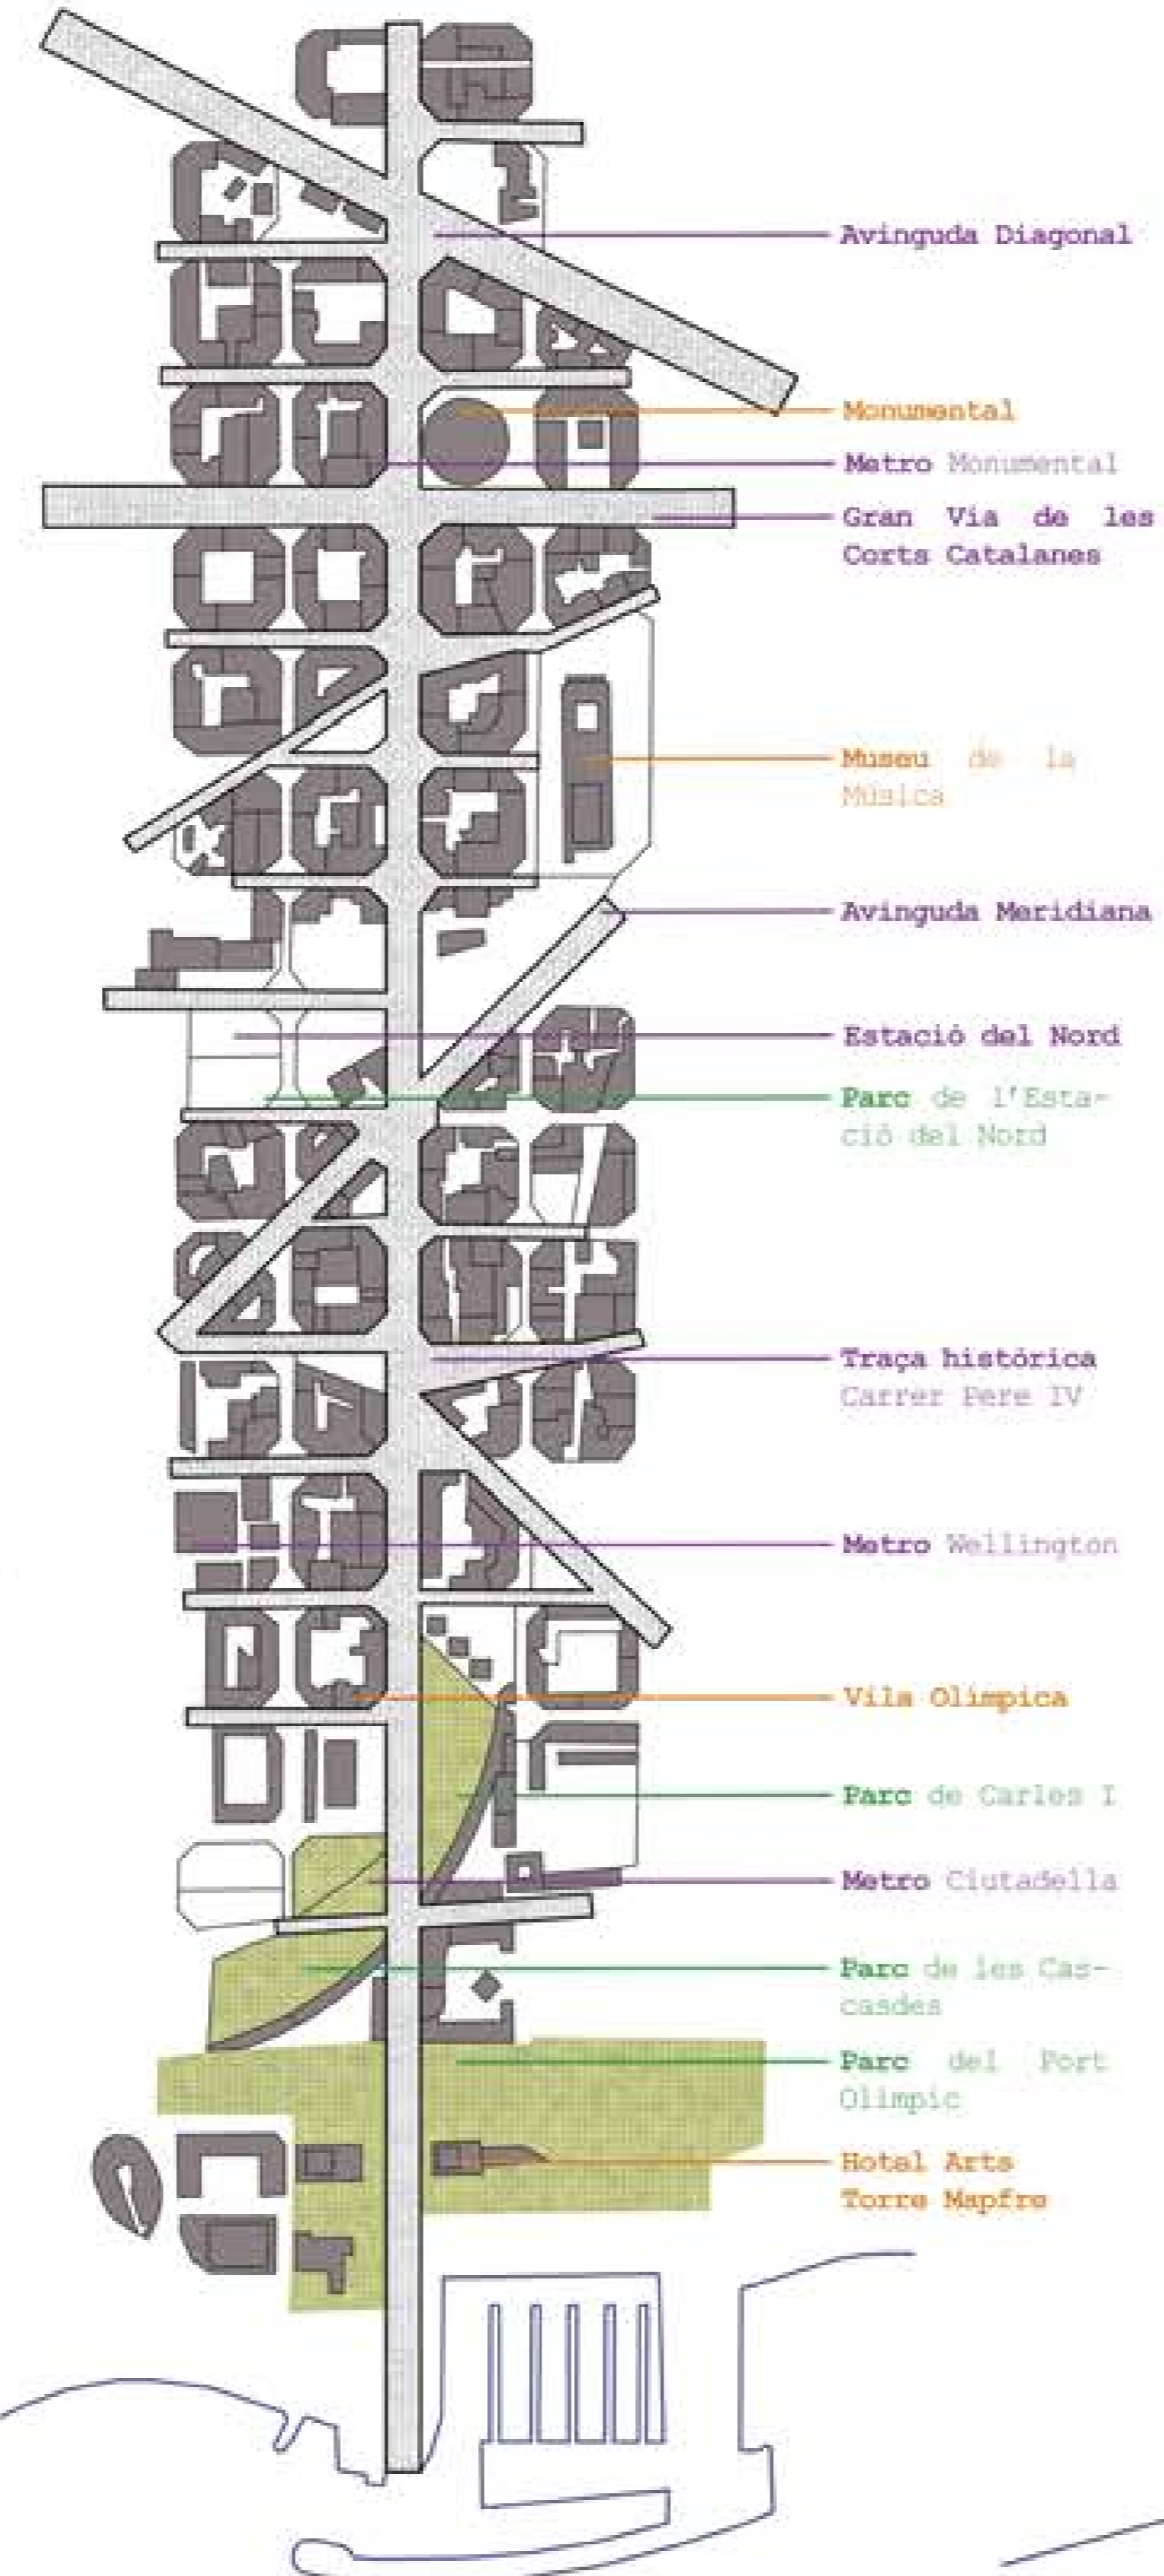 Avinguda Diagonal
Monumental
Metro Monumental
Gran Via de les
Corts Catalanes
Museu de la
Música
Avinguda Meridiana
Estació del Nord
Parc de l'Esta-
ció del Nord
Traça històrica
Carrer Pere IV
Metro Wellington
Vila Olímpica
Parc de Carles I
Metro Ciutadella
Parc de les Cas-
casdes
Parc del Port
Olímpic
Hotel Arts
Torre Mapfre